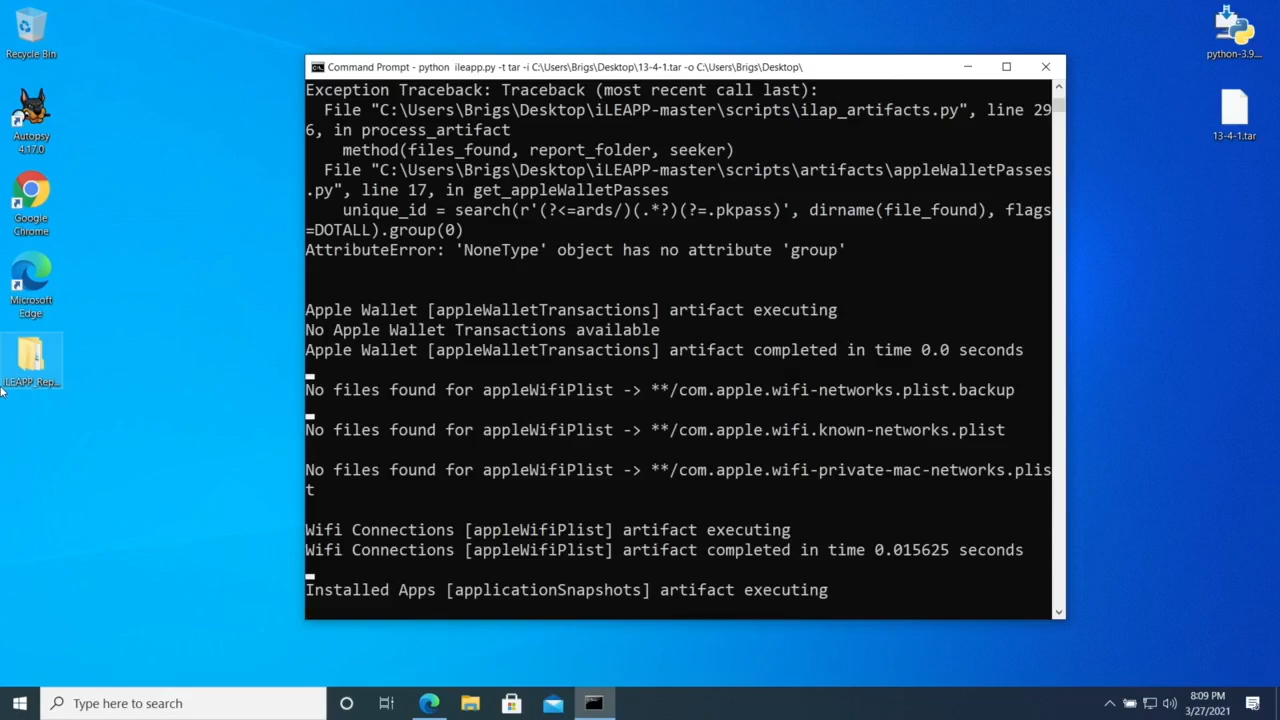 Recycle Bin
Autopsy
4.17.0
Google
Chrome
Microsoft
Edge
iLEAPP_Rep...
python-3.9...
13-4-1.tar
Command Prompt - python  ileapp.py -t tar -i C:\Users\Brigs\Desktop\13-4-1.tar -o C:\Users\Brigs\Desktop\
Exception Traceback: Traceback (most recent call last):
  File "C:\Users\Brigs\Desktop\iLEAPP-master\scripts\ilap_artifacts.py", line 29
6, in process_artifact
    method(files_found, report_folder, seeker)
  File "C:\Users\Brigs\Desktop\iLEAPP-master\scripts\artifacts\appleWalletPasses
.py", line 17, in get_appleWalletPasses
    unique_id = search(r'(?<=ards/)(.*?)(?=.pkpass)', dirname(file_found), flags
=DOTALL).group(0)
AttributeError: 'NoneType' object has no attribute 'group'
Apple Wallet [appleWalletTransactions] artifact executing
No Apple Wallet Transactions available
Apple Wallet [appleWalletTransactions] artifact completed in time 0.0 seconds
No files found for appleWifiPlist -> **/com.apple.wifi-networks.plist.backup
No files found for appleWifiPlist -> **/com.apple.wifi.known-networks.plist
No files found for appleWifiPlist -> **/com.apple.wifi-private-mac-networks.plis
t
Wifi Connections [appleWifiPlist] artifact executing
Wifi Connections [appleWifiPlist] artifact completed in time 0.015625 seconds
Installed Apps [applicationSnapshots] artifact executing
Type here to search
8:09 PM
3/27/2021